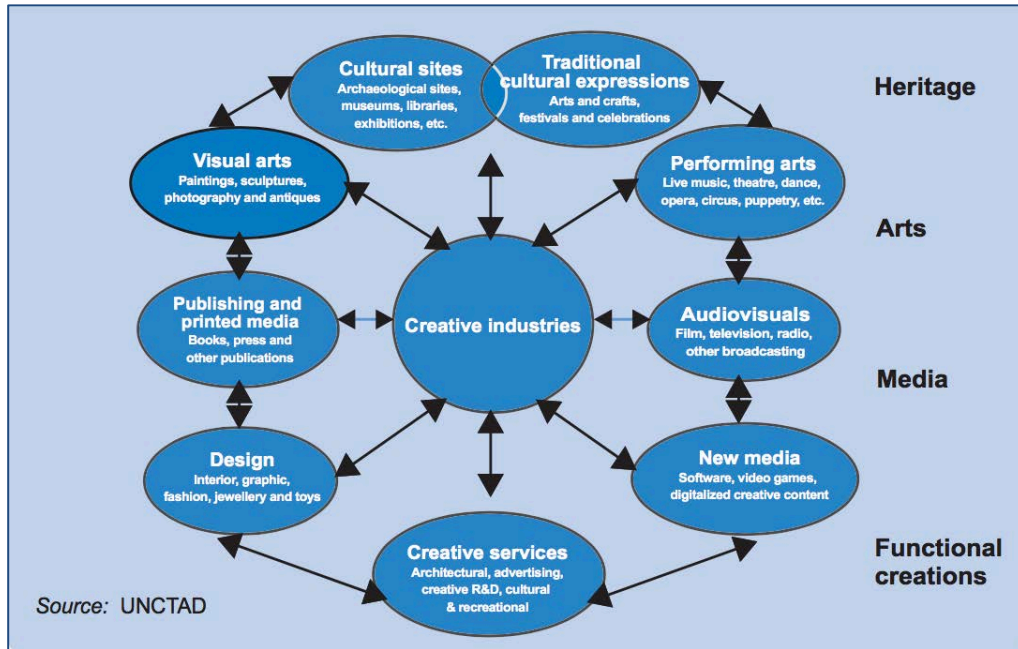 Cultural sites
Archaeological sites,
museums, libraries,
exhibitions, etc.
Traditional
cultural expressions
Arts and crafts,
festivals and celebrations
Heritage
Visual arts
Paintings, sculptures,
photography and antiques
Performing arts
Live music, theatre, dance,
opera, circus, puppetry, etc.
Arts
Publishing and
printed media
Books, press and
other publications
Creative industries
Audiovisuals
Film, television, radio,
other broadcasting
Media
Design
Interior, graphic,
fashion, jewellery and toys
New media
Software, video games,
digitalized creative content
Creative services
Architectural, advertising,
creative R&D, cultural
& recreational
Functional
creations
Source: UNCTAD